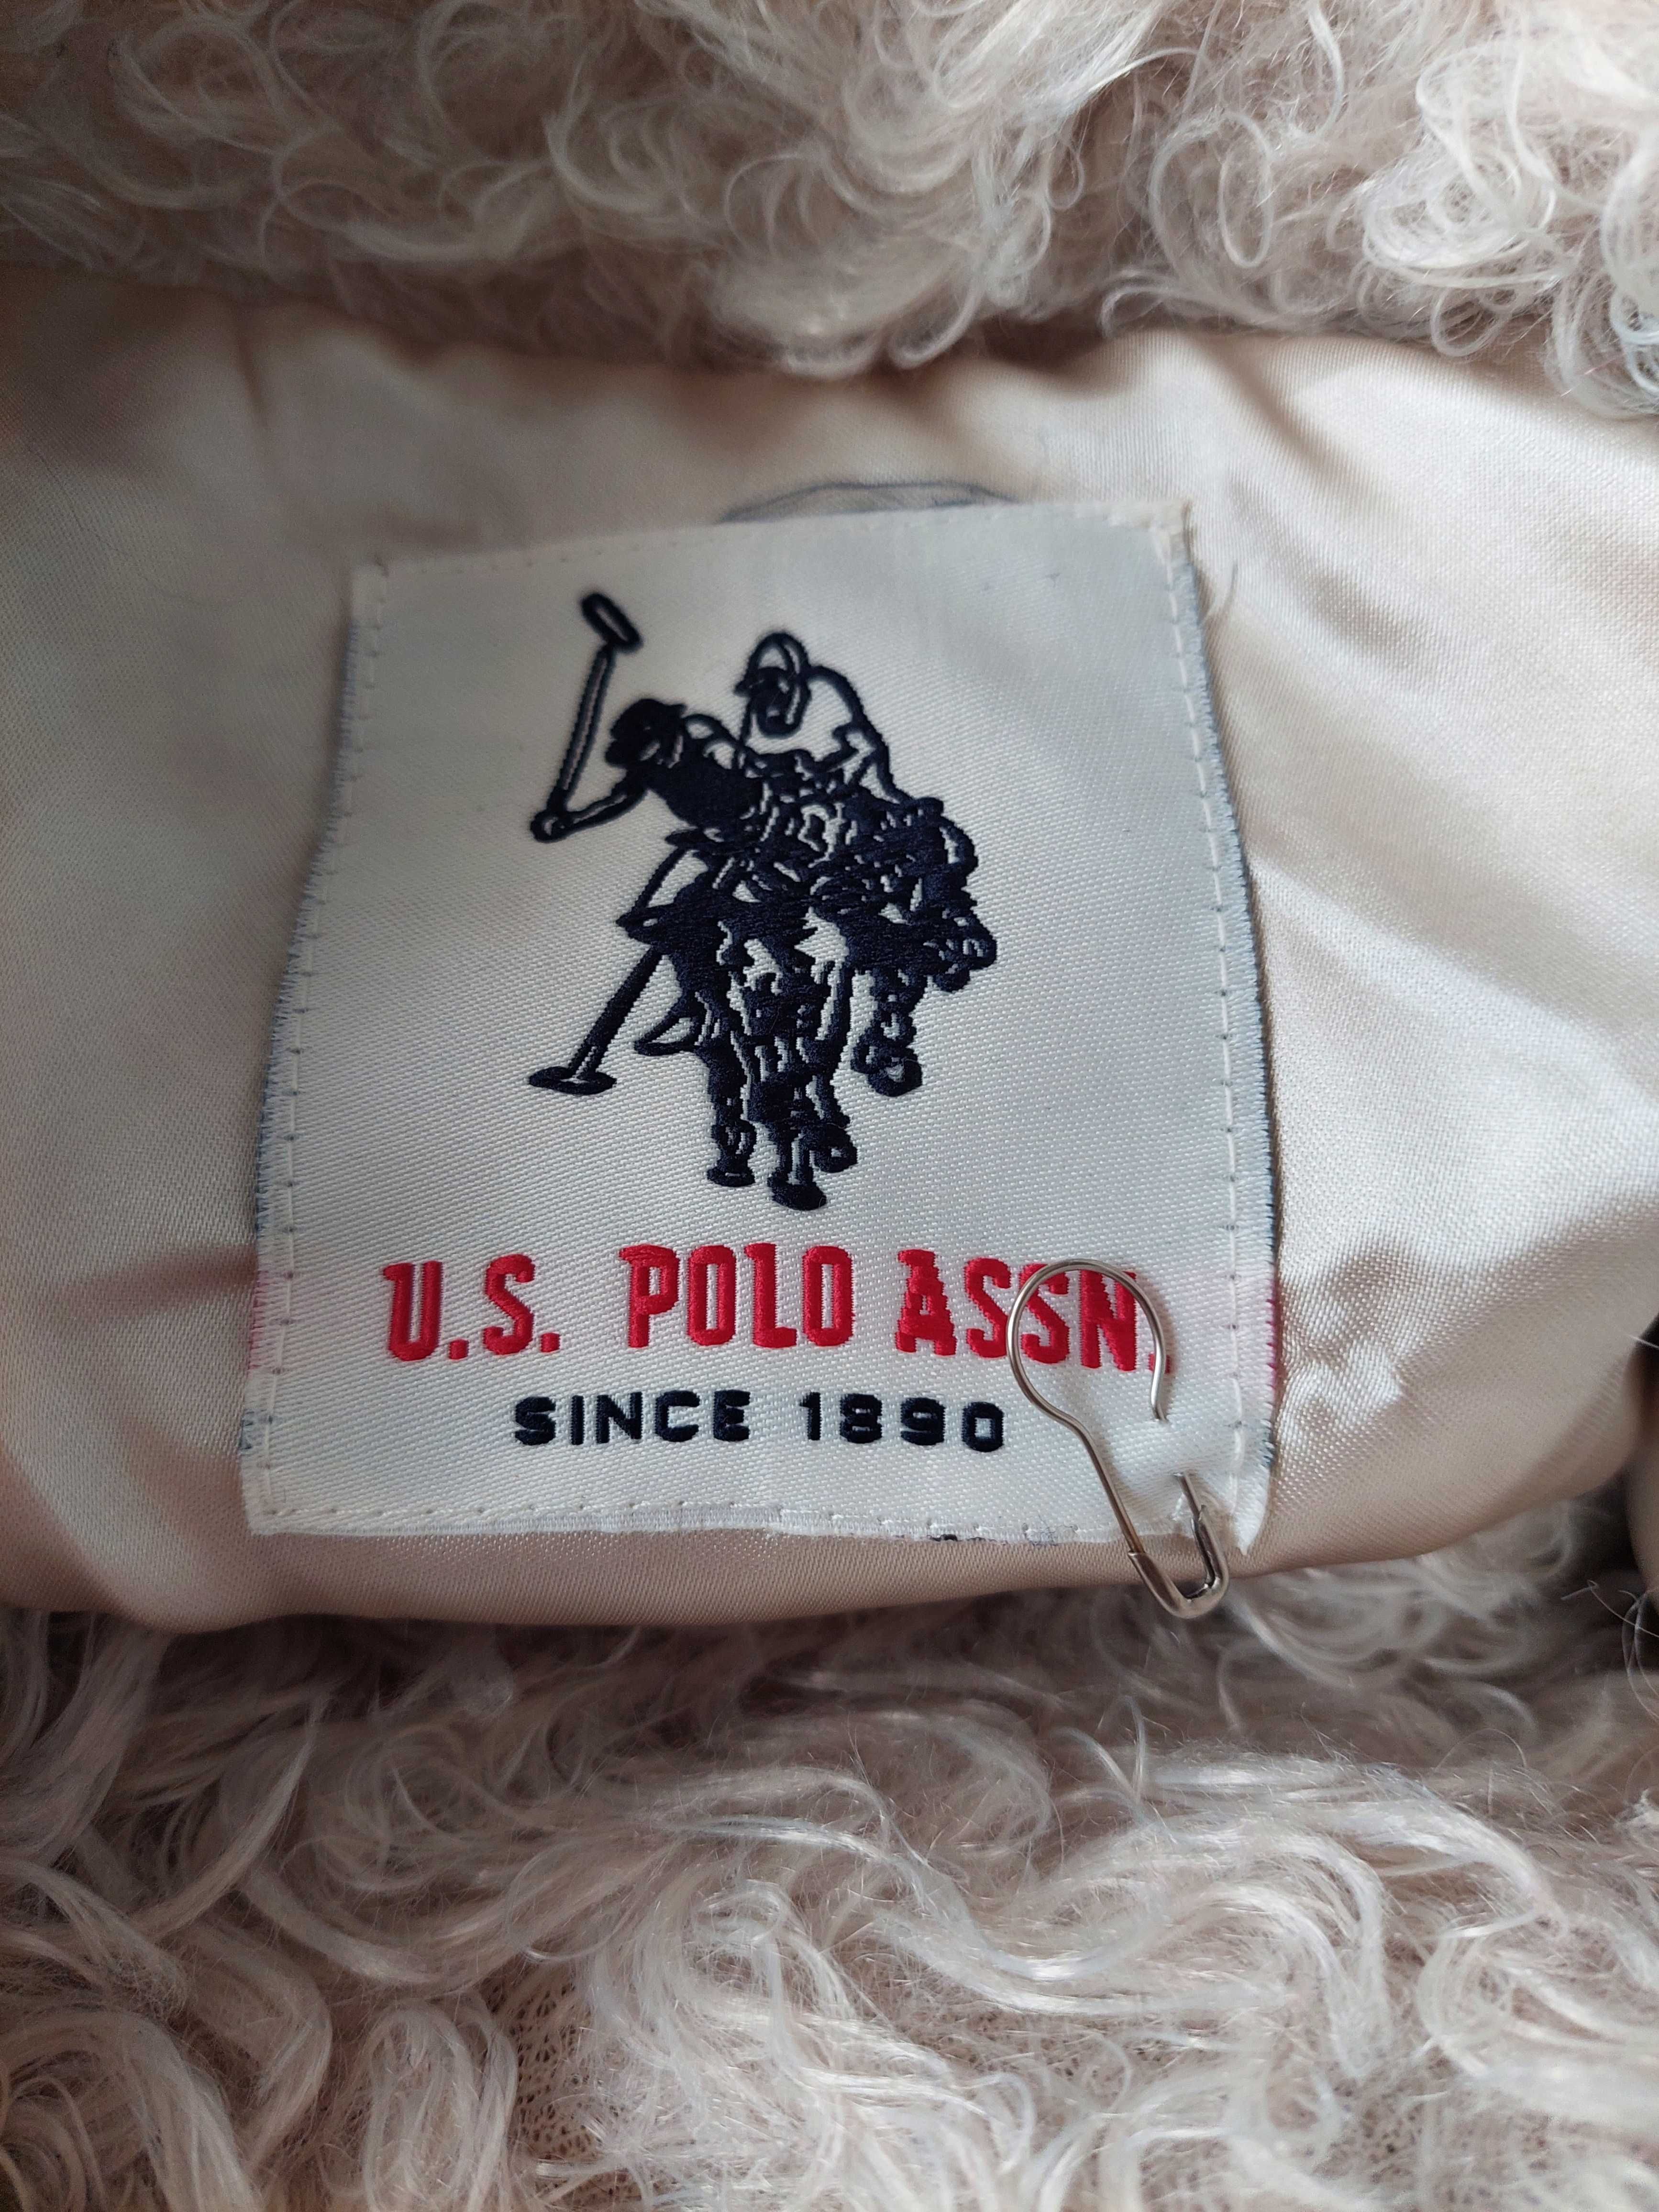 U.S. POLO ASSN.
SINCE 1890